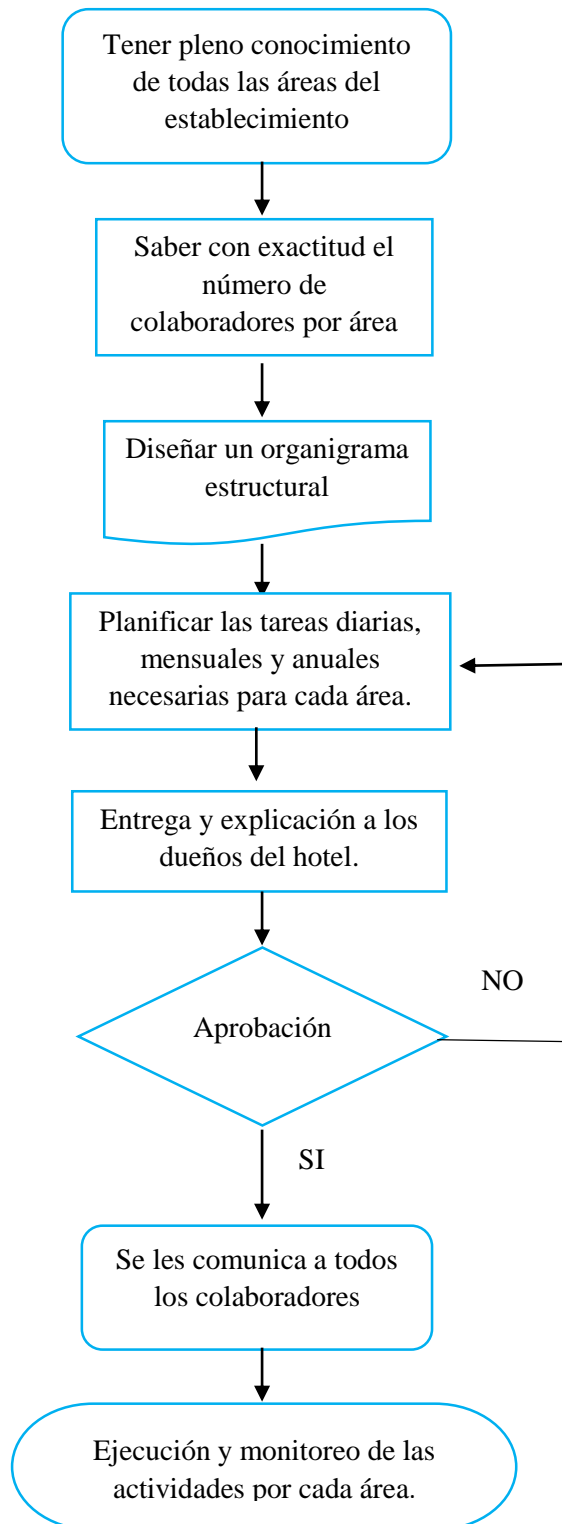 Tener pleno conocimiento
de todas las áreas del
establecimiento
Saber con exactitud el
número de
colaboradores por área
Diseñar un organigrama
estructural
Planificar las tareas diarias,
mensuales y anuales
necesarias para cada área.
Entrega y explicación a los
dueños del hotel.
Aprobación
NO
SI
Se les comunica a todos
los colaboradores
Ejecución y monitoreo de las
actividades por cada área.